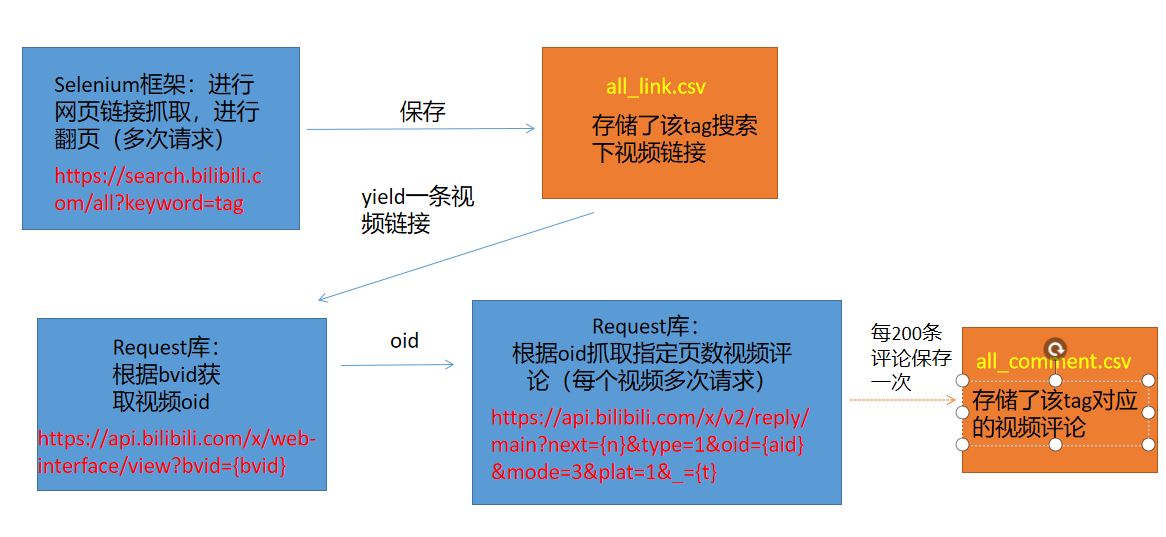 Selenium框架：进行
网页链接抓取，进行
翻页（多次请求）
https://search.bilibili.c
om/all?keyword=tag
保存
all_link.csv
存储了该tag搜索
下视频链接
yield一条视
频链接
Request库：
根据bvid获
取视频oid
https://api.bilibili.com/x/web-
interface/view?bvid={bvid}
oid
Request库：
根据oid抓取指定页数视频评
论（每个视频多次请求）
https://api.bilibili.com/x/v2/reply/
main?next={n}&type=1&oid={aid}
&mode=3&plat=1&_={t}
每200条
评论保存
一次
all_comment.csv
存储了该tag对应
的视频评论